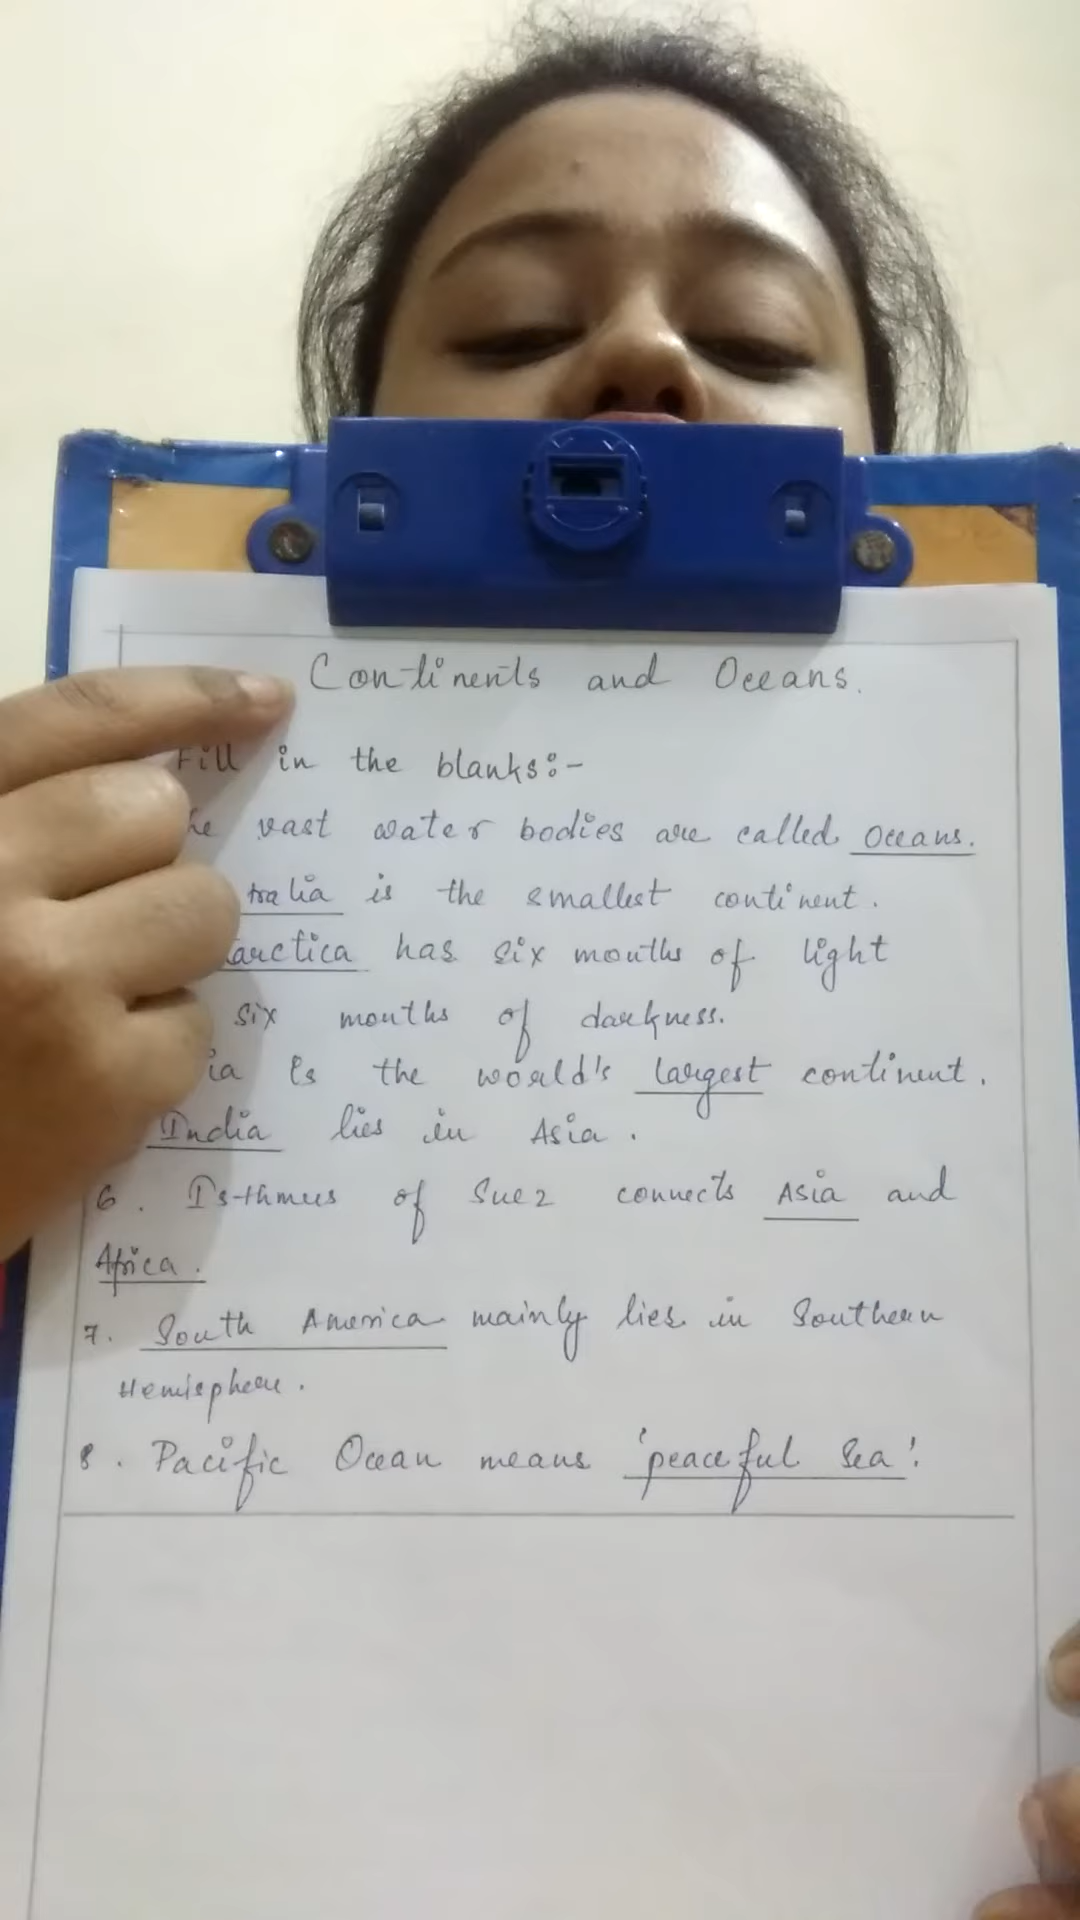 Continents and Oceans.
Fill in the blanks:-
he vast water bodies are called Oceans.
tralia is the smallest continent.
tarctica has six months of light
six months of darkness.
ia is the world's largest continent.
India lies in Asia.
6. Isthmus of Suez connects Asia and
Africa.
7. South America mainly lies in Southern
Hemisphere.
8. Pacific Ocean means 'peaceful Sea'.